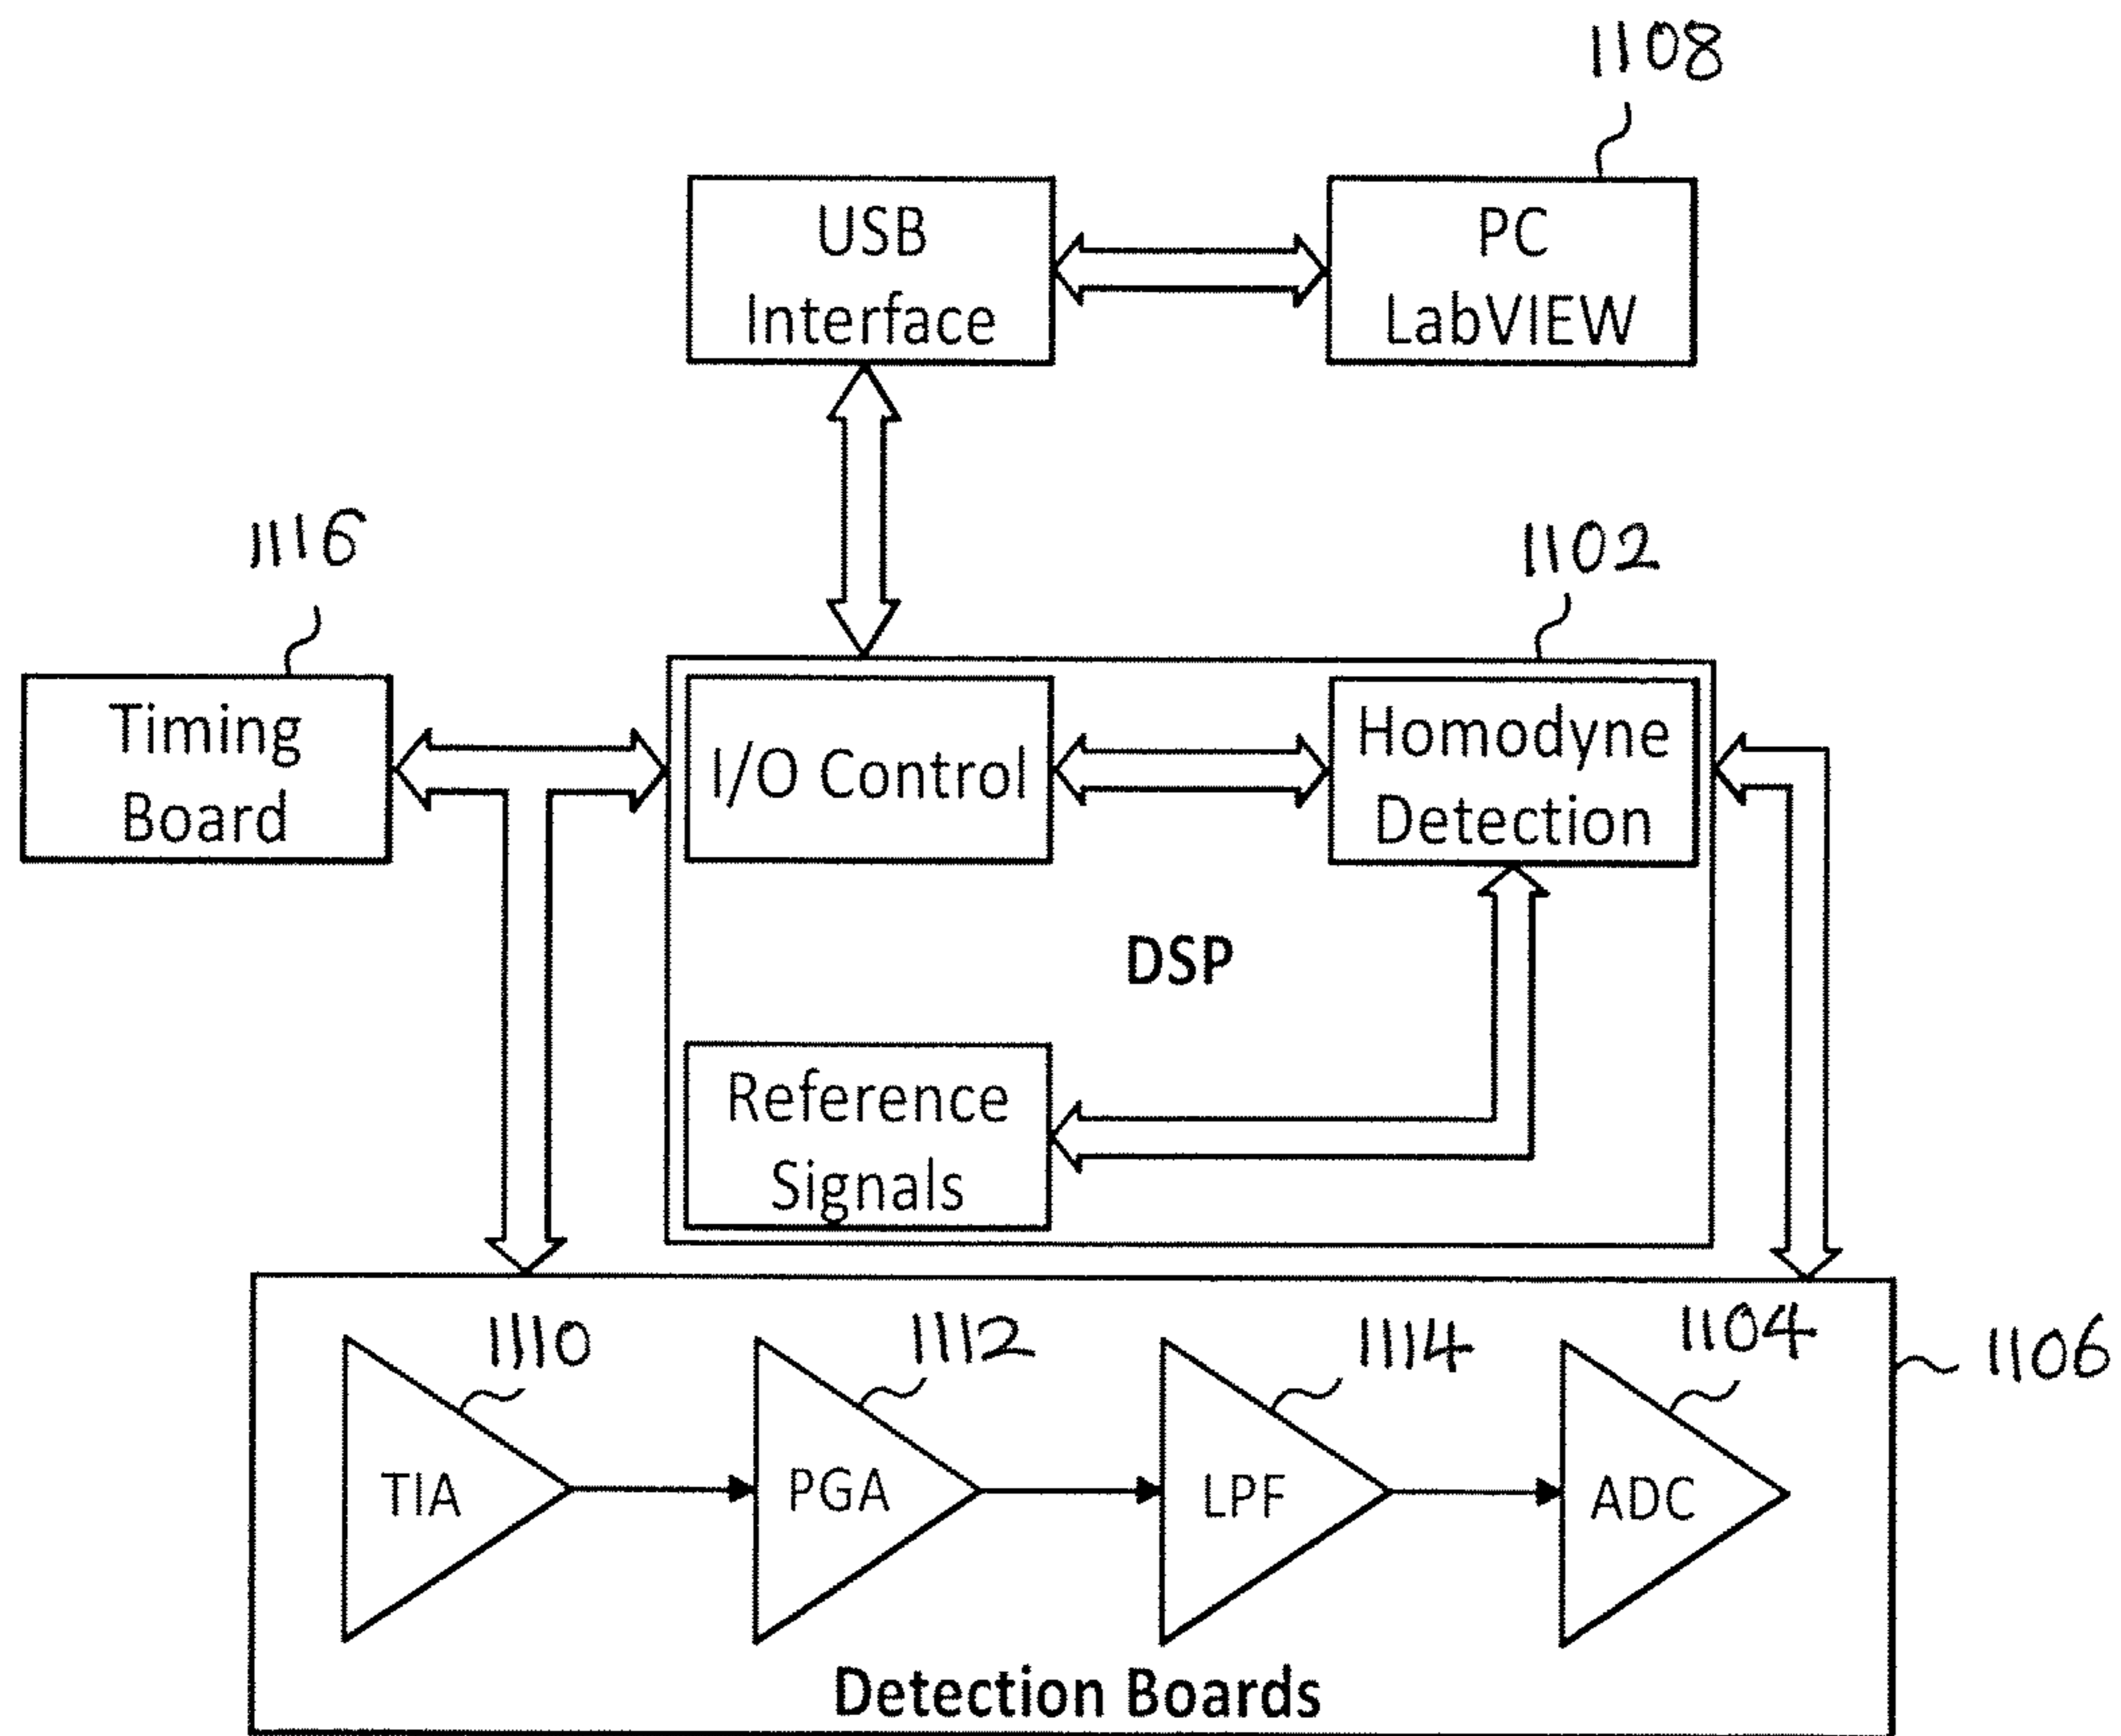 1108
USB
Interface
PC
LabVIEW
1116
1102
Timing
Board
I/O Control
Homodyne
Detection
DSP
Reference
Signals
1110
1112
1114
1104
1106
TIA
PGA
LPF
ADC
Detection Boards